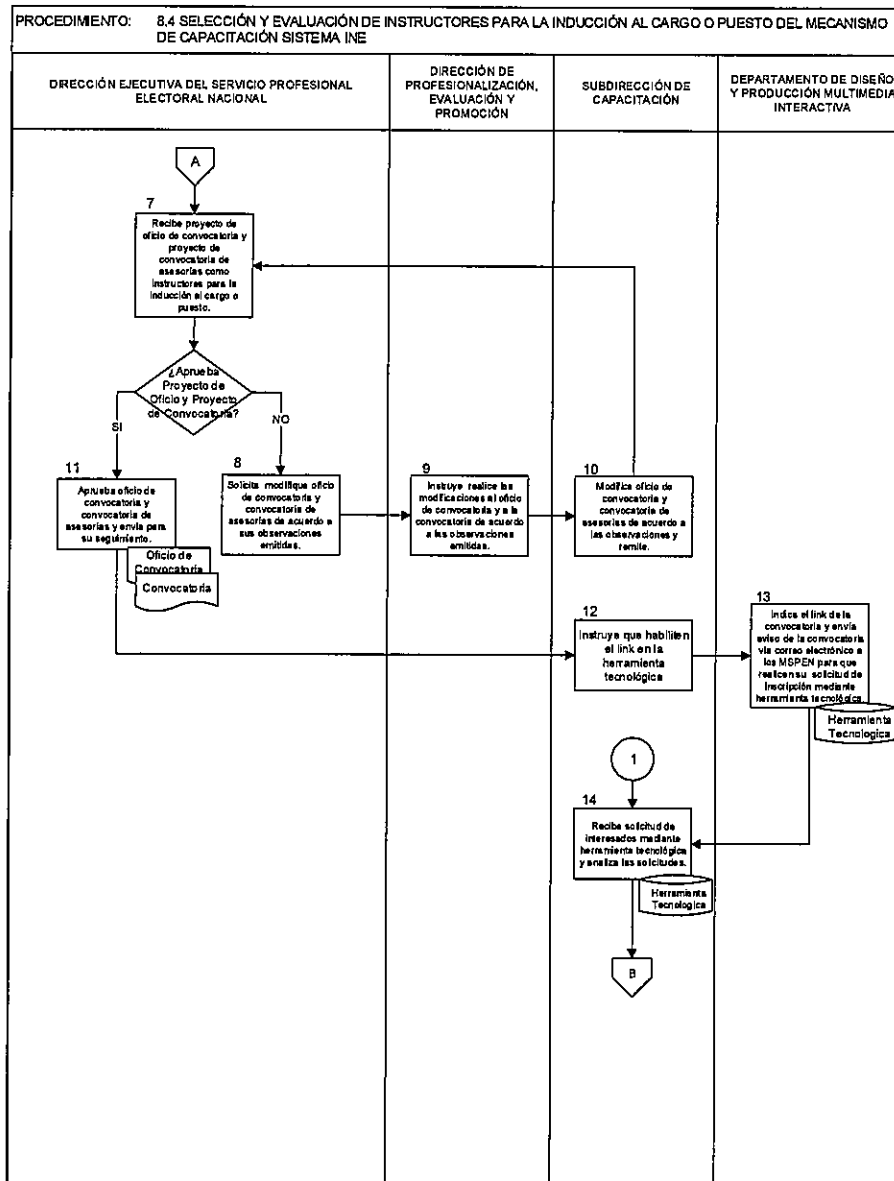 PROCEDIMIENTO: 8.4 SELECCIÓN Y EVALUACIÓN DE INSTRUCTORES PARA LA INDUCCIÓN AL CARGO O PUESTO DEL MECANISMO
DE CAPACITACIÓN SISTEMA INE
DIRECCIÓN EJECUTIVA DEL SERVICIO PROFESIONAL
ELECTORAL NACIONAL
DIRECCIÓN DE
PROFESIONALIZACIÓN,
EVALUACIÓN Y
PROMOCIÓN
SUBDIRECCIÓN DE
CAPACITACIÓN
DEPARTAMENTO DE DISEÑO
Y PRODUCCIÓN MULTIMEDIA
INTERACTIVA
A
7
Recibe proyecto de
oficio de convocatoria y
proyecto de
convocatoria de
asesorías como
instructores para la
inducción al cargo o
puesto.
¿Aprueba
Proyecto de
Oficio y Proyecto
de Convocatoria?
SI
NO
11
Aprueba oficio de
convocatoria y
convocatoria de
asesorías y envía para
su seguimiento.
Oficio de
Convocatoria
Convocatoria
8
Solicita modifique oficio
de convocatoria y
convocatoria de
asesorías de acuerdo a
sus observaciones
emitidas.
9
Instruye realice las
modificaciones al oficio
de convocatoria y a la
convocatoria de acuerdo
a las observaciones
emitidas.
10
Modifica oficio de
convocatoria y
convocatoria de
asesorías de acuerdo a
las observaciones y
remite.
12
Instruye que habiliten
el link en la
herramienta
tecnológica
13
Indica el link de la
convocatoria y envía
aviso de la convocatoria
vía correo electrónico a
los MSPEN para que
realicen su solicitud de
inscripción mediante
herramienta tecnológica.
Herramienta
Tecnologica
1
14
Recibe solicitud de
interesados mediante
herramienta tecnológica
y analiza las solicitudes.
Herramienta
Tecnologica
B